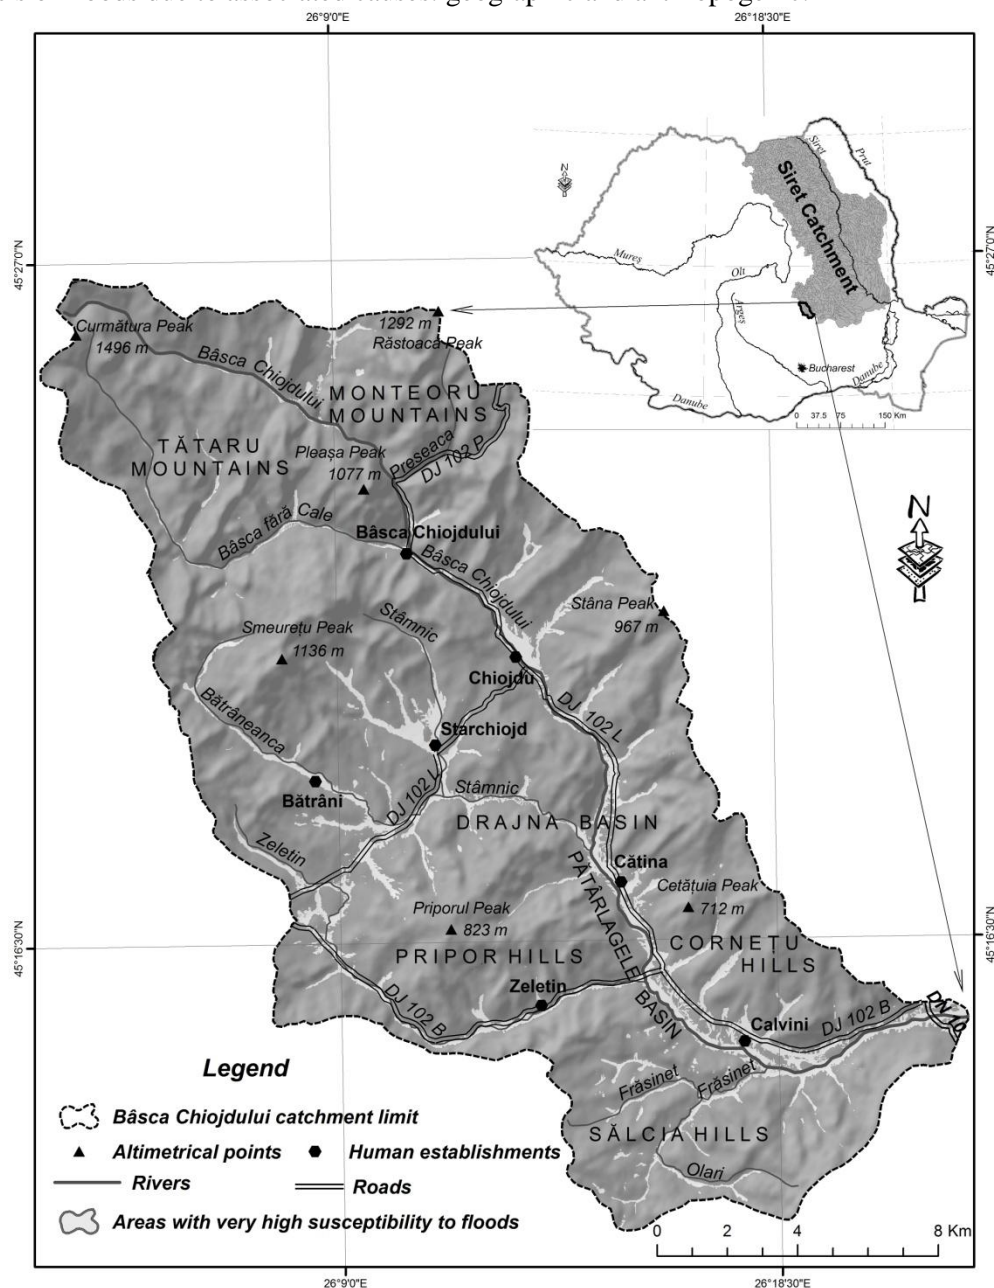 26°9'0"E
26°18'30"E
45°27'0"N
45°27'0"N
Siret
Prut
N
Siret Catchment
Mureș
Olt
Argeș
Bucharest
Danube
Danube
0 37.5 75 150 Km
Curmătura Peak
1496 m
1292 m
Răstoaca Peak
Bâsca Chiojdului
MONTEORU
MOUNTAINS
TĂTARU
MOUNTAINS
Pleașa Peak
1077 m
Preseaca
DJ 102 P
N
Bâsca fără Cale
Bâsca Chiojdului
Bâsca Chiojdului
Stâna Peak
967 m
Stâmnic
Smeurețu Peak
1136 m
Chiojdu
Bătrâneanca
DJ 102 L
Starchiojd
Bătrâni
DJ 102 L
Stâmnic
DRAJNA BASIN
Zeletin
PĂTÂRLAGELE BASIN
Cătina
Cetățuia Peak
712 m
Priporul Peak
823 m
45°16'30"N
45°16'30"N
PRIPOR HILLS
CORNEȚU
HILLS
Zeletin
DJ 102 B
DN 10
DJ 102 B
Calvini
Frăsinet
Frăsinet
SĂLCIA HILLS
Olari
Legend
Bâsca Chiojdului catchment limit
Altimetrical points
Human establishments
Rivers
Roads
Areas with very high susceptibility to floods
0 2 4 8 Km
26°9'0"E
26°18'30"E